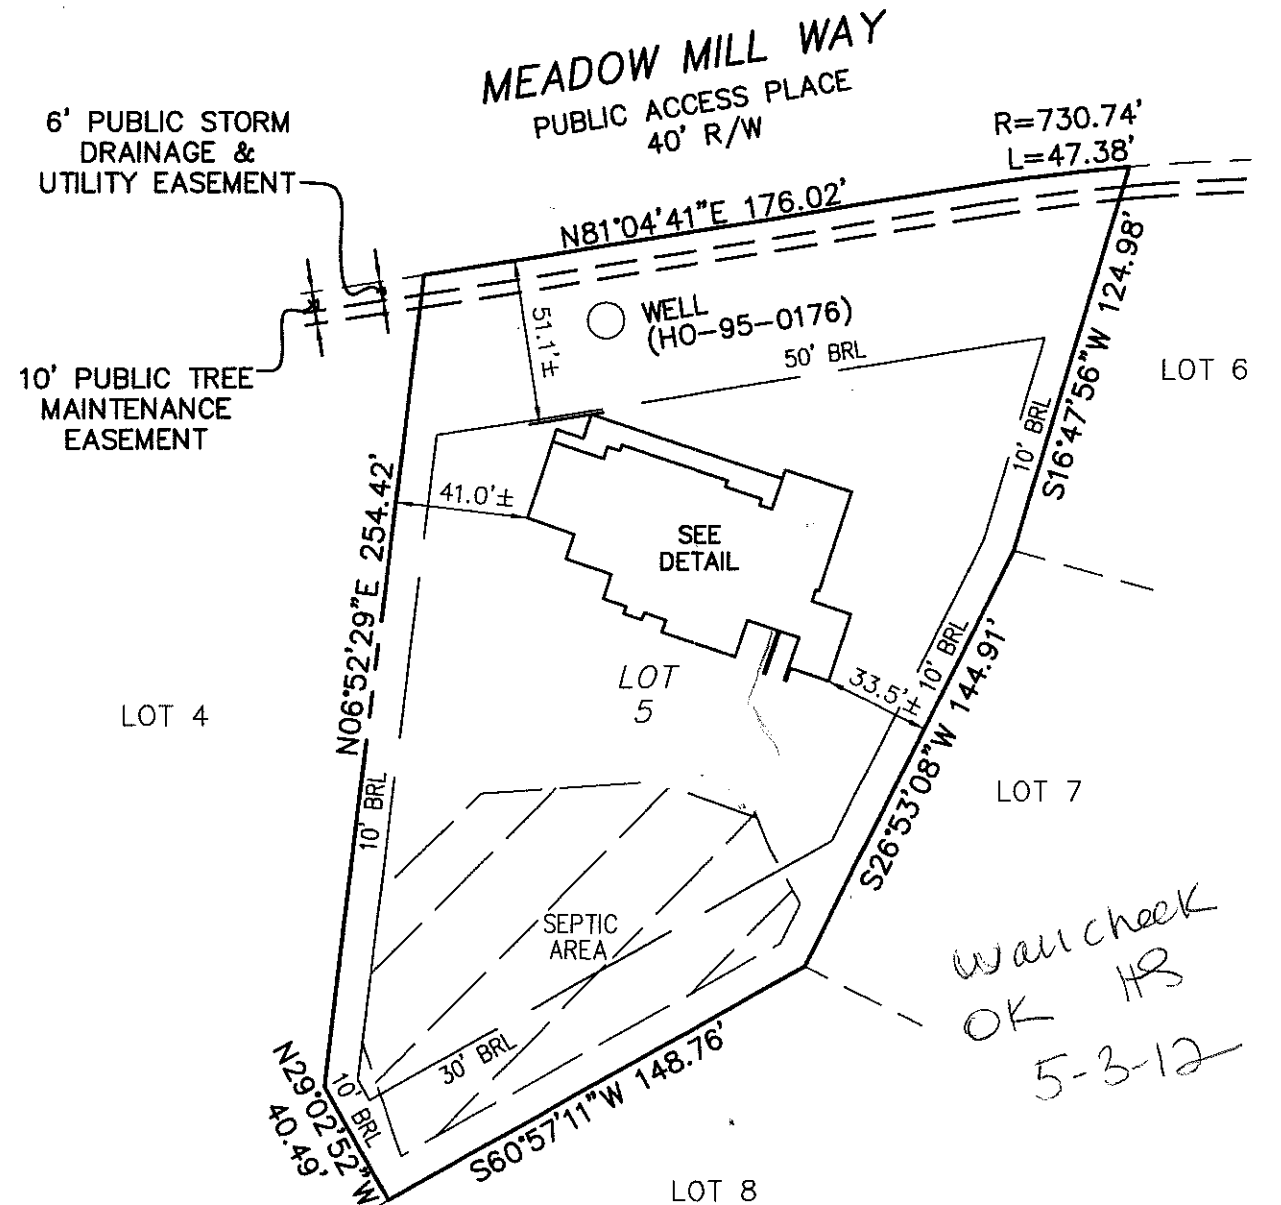 MEADOW MILL WAY
PUBLIC ACCESS PLACE
40' R/W
6' PUBLIC STORM
DRAINAGE &
UTILITY EASEMENT
R=730.74'
L=47.38'
N81°04'41"E 176.02'
10' PUBLIC TREE
MAINTENANCE
EASEMENT
51.1'±
WELL
(HO-95-0176)
50' BRL
S16°47'56"W 124.98'
LOT 6
10' BRL
41.0'±
N06°52'29"E 254.42'
SEE
DETAIL
LOT
5
33.5'±
10' BRL
S26°53'08"W 144.91'
LOT 4
LOT 7
10' BRL
SEPTIC
AREA
30' BRL
10' BRL
N29°02'52"W
40.49'
S60°57'11"W 148.76'
LOT 8
Wall check
OK HS
5-3-12